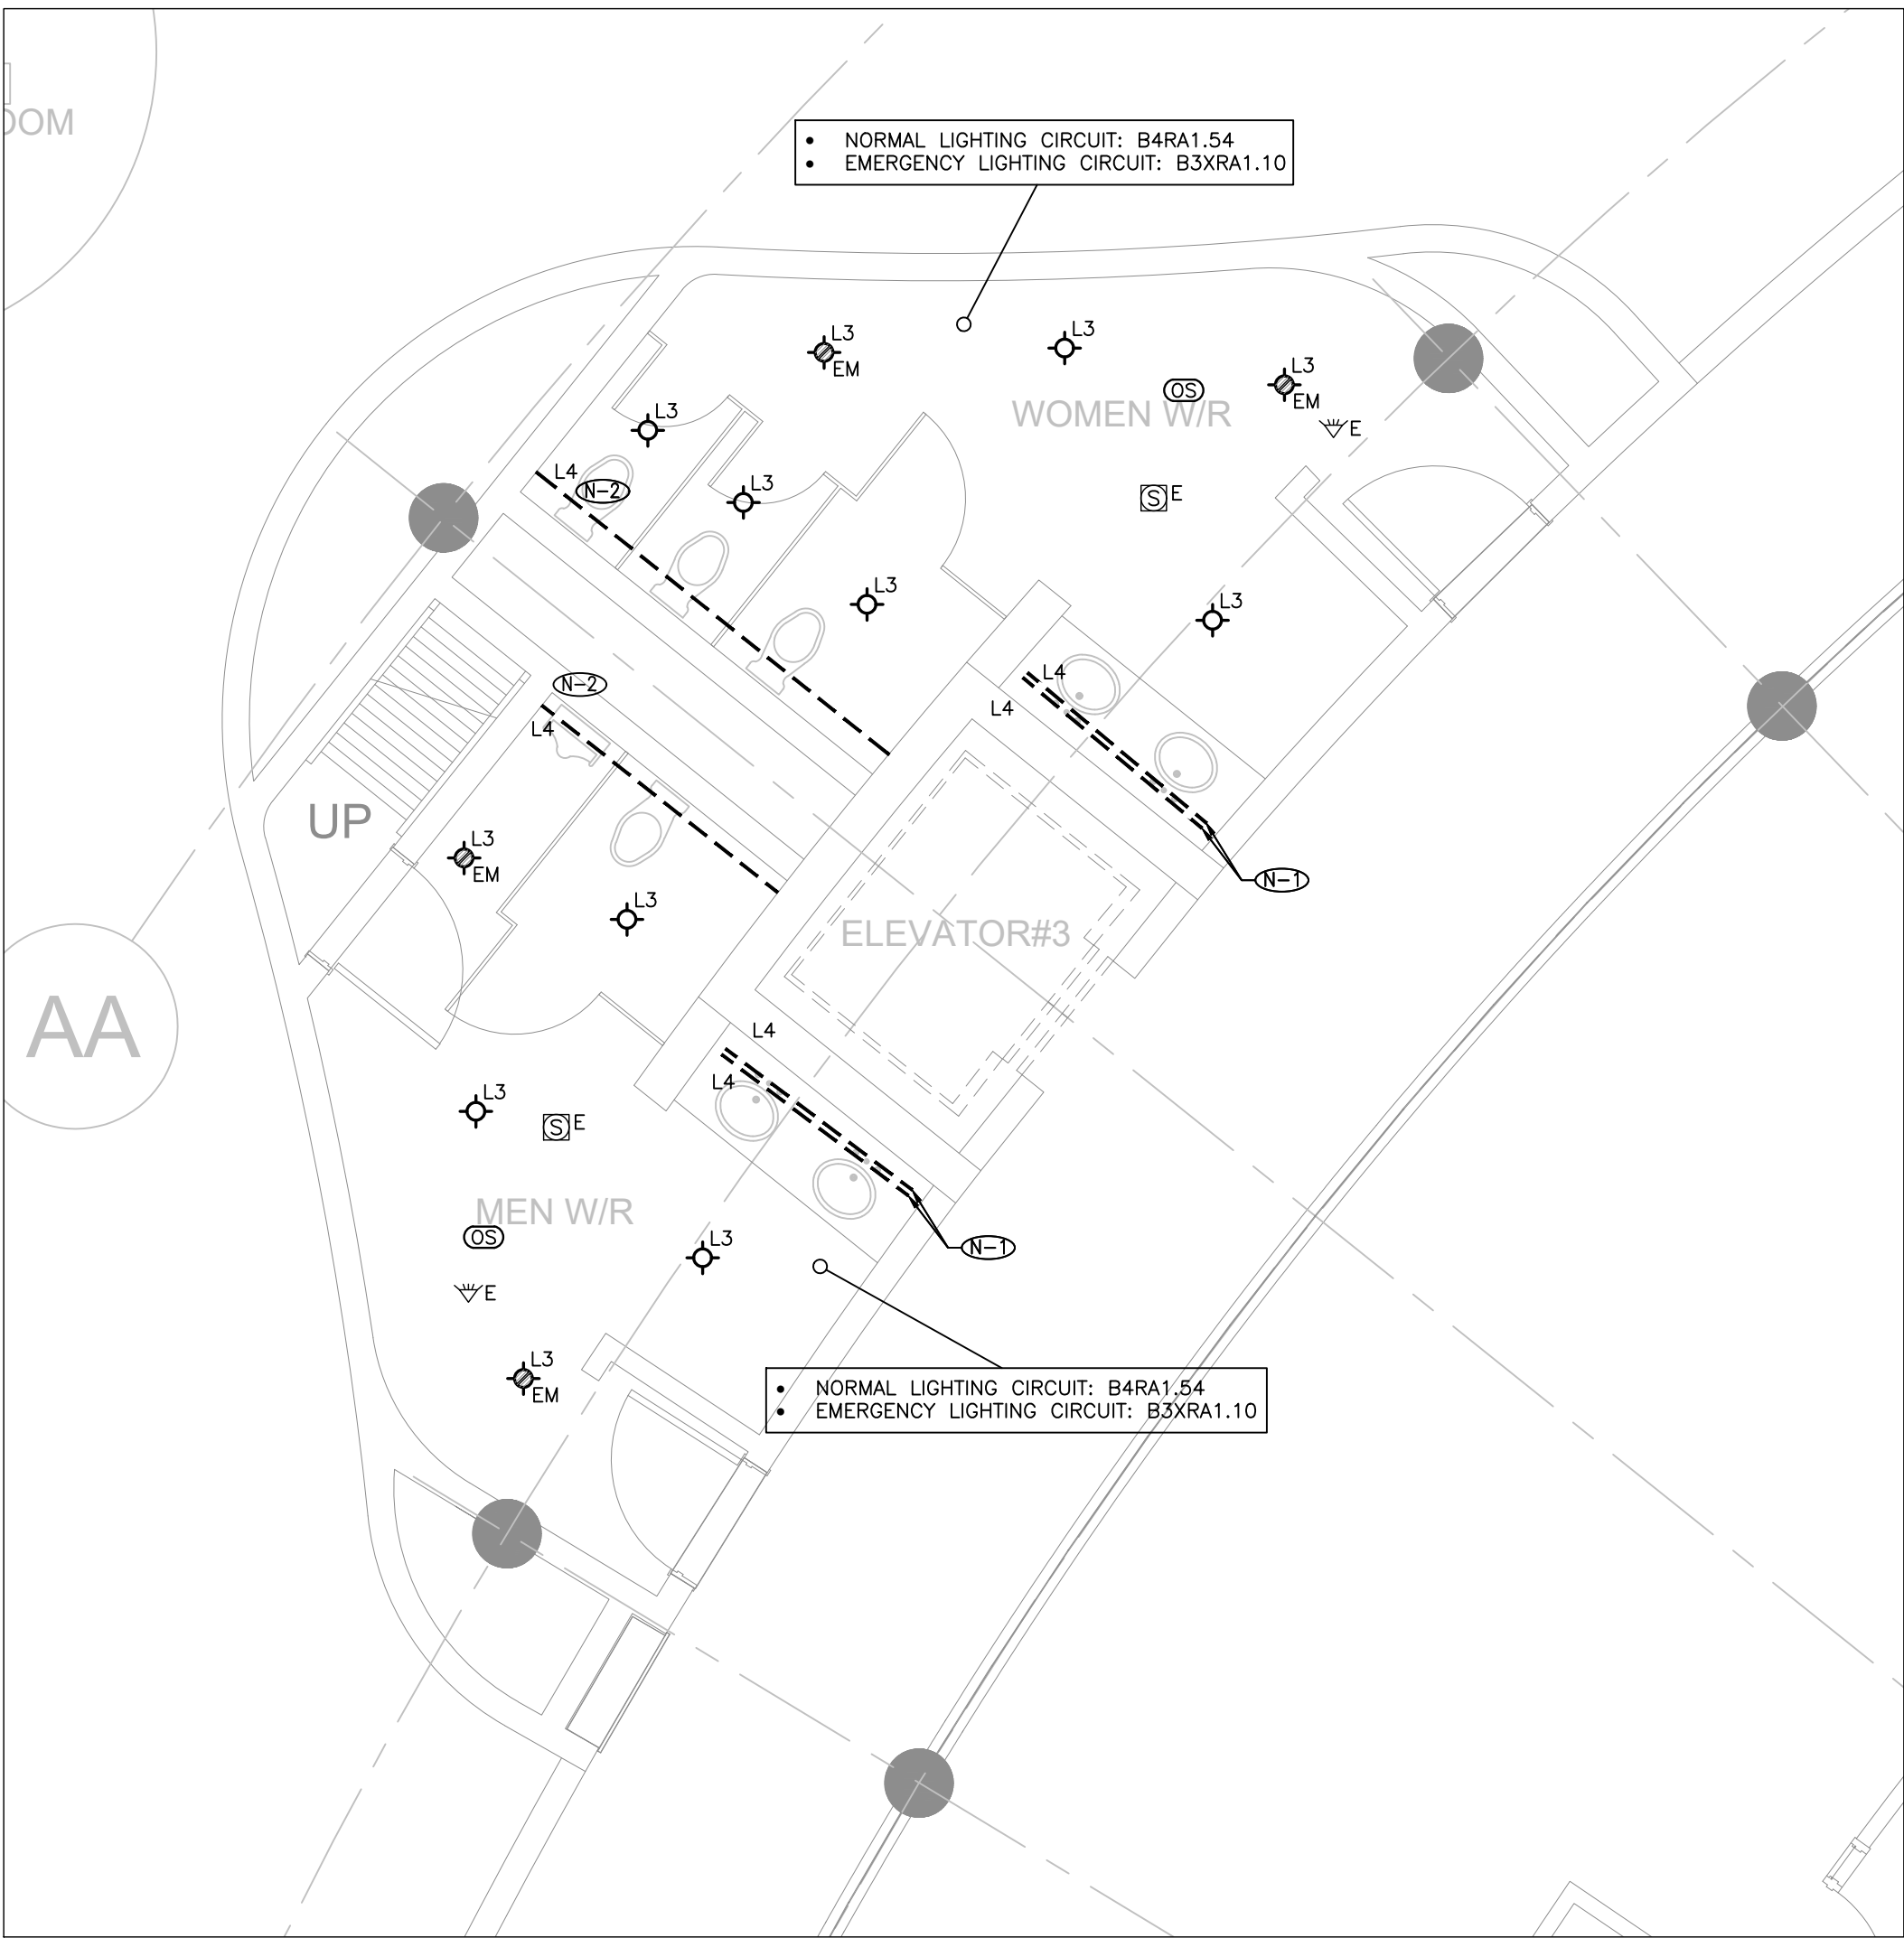 OOM
• NORMAL LIGHTING CIRCUIT: B4RA1.54
• EMERGENCY LIGHTING CIRCUIT: B3XRA1.10
L3
EM
L3
L3
EM
OS
WOMEN W/R
E
L3
L4
N-2
L3
S E
L3
L3
L4
L4
N-2
L4
UP
L3
EM
L3
N-1
ELEVATOR#3
AA
L4
L4
L3
S E
MEN W/R
OS
L3
N-1
E
L3
EM
• NORMAL LIGHTING CIRCUIT: B4RA1.54
• EMERGENCY LIGHTING CIRCUIT: B3XRA1.10